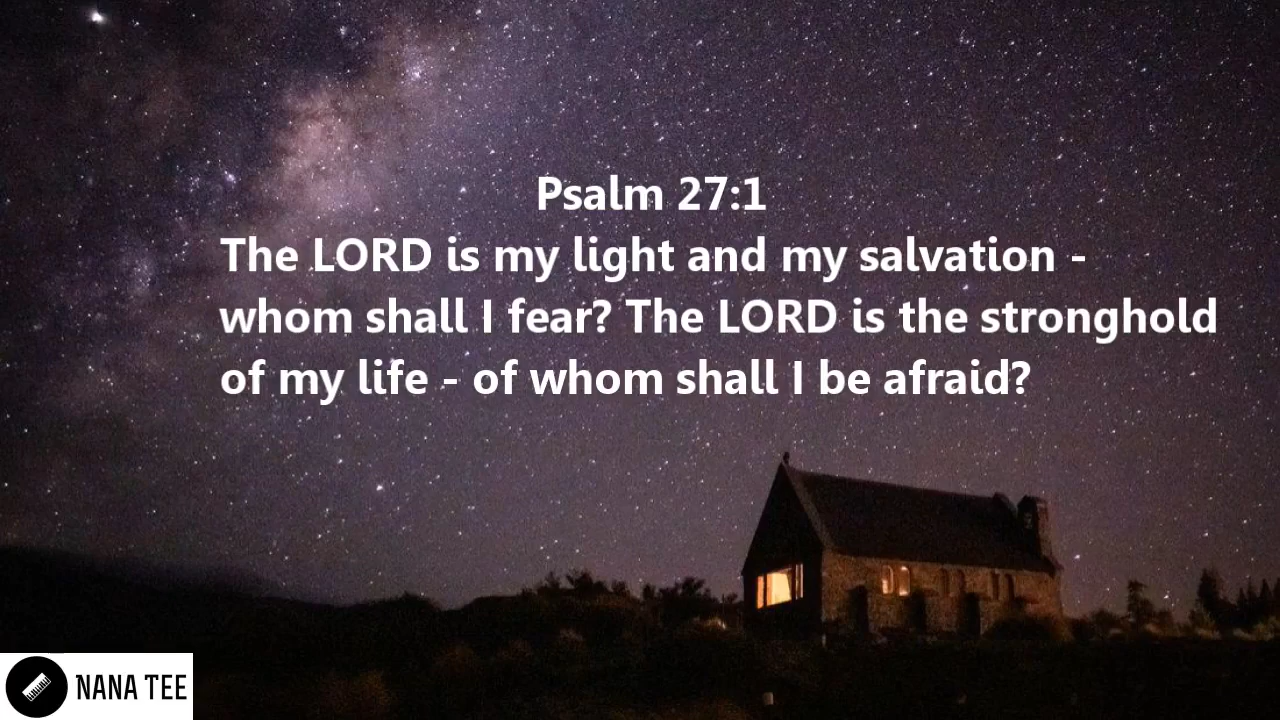 Psalm 27:1
The LORD is my light and my salvation -
whom shall I fear? The LORD is the stronghold
of my life - of whom shall I be afraid?
NANA TEE